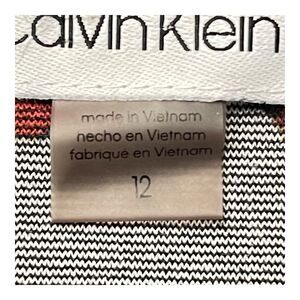 Calvin Klein
made in Vietnam
hecho en Vietnam
fabriqué en Vietnam
12